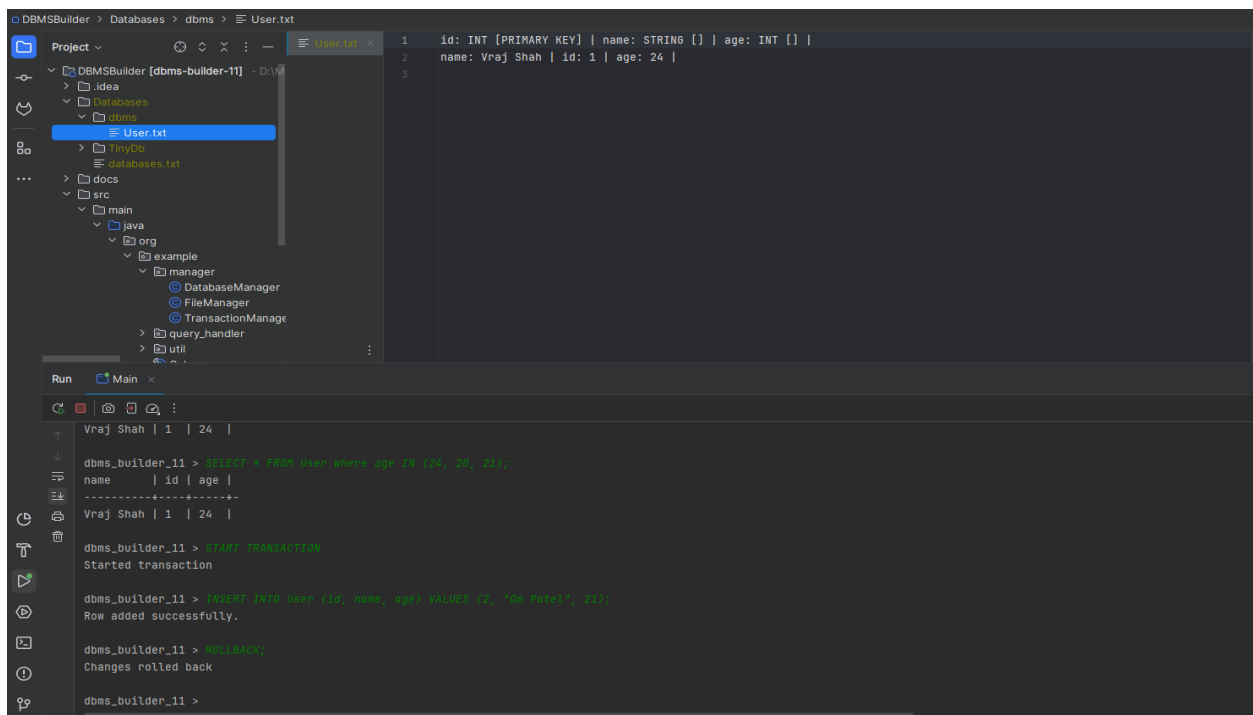 DBMSBuilder > Databases > dbms > User.txt
Project
User.txt
DBMSBuilder [dbms-builder-11] - D:\M
.idea
Databases
dbms
User.txt
TinyDb
databases.txt
docs
src
main
java
org
example
manager
DatabaseManager
FileManager
TransactionManage
query_handler
util
1 id: INT [PRIMARY KEY] | name: STRING [] | age: INT [] |
2 name: Vraj Shah | id: 1 | age: 24 |
3
Run Main
Vraj Shah | 1 | 24 |
dbms_builder_11 > SELECT * FROM User where age IN (24, 20, 21);
name | id | age |
----------+----+-----+-
Vraj Shah | 1 | 24 |
dbms_builder_11 > START TRANSACTION
Started transaction
dbms_builder_11 > INSERT INTO User (id, name, age) VALUES (2, "Om Patel", 21);
Row added successfully.
dbms_builder_11 > ROLLBACK;
Changes rolled back
dbms_builder_11 >